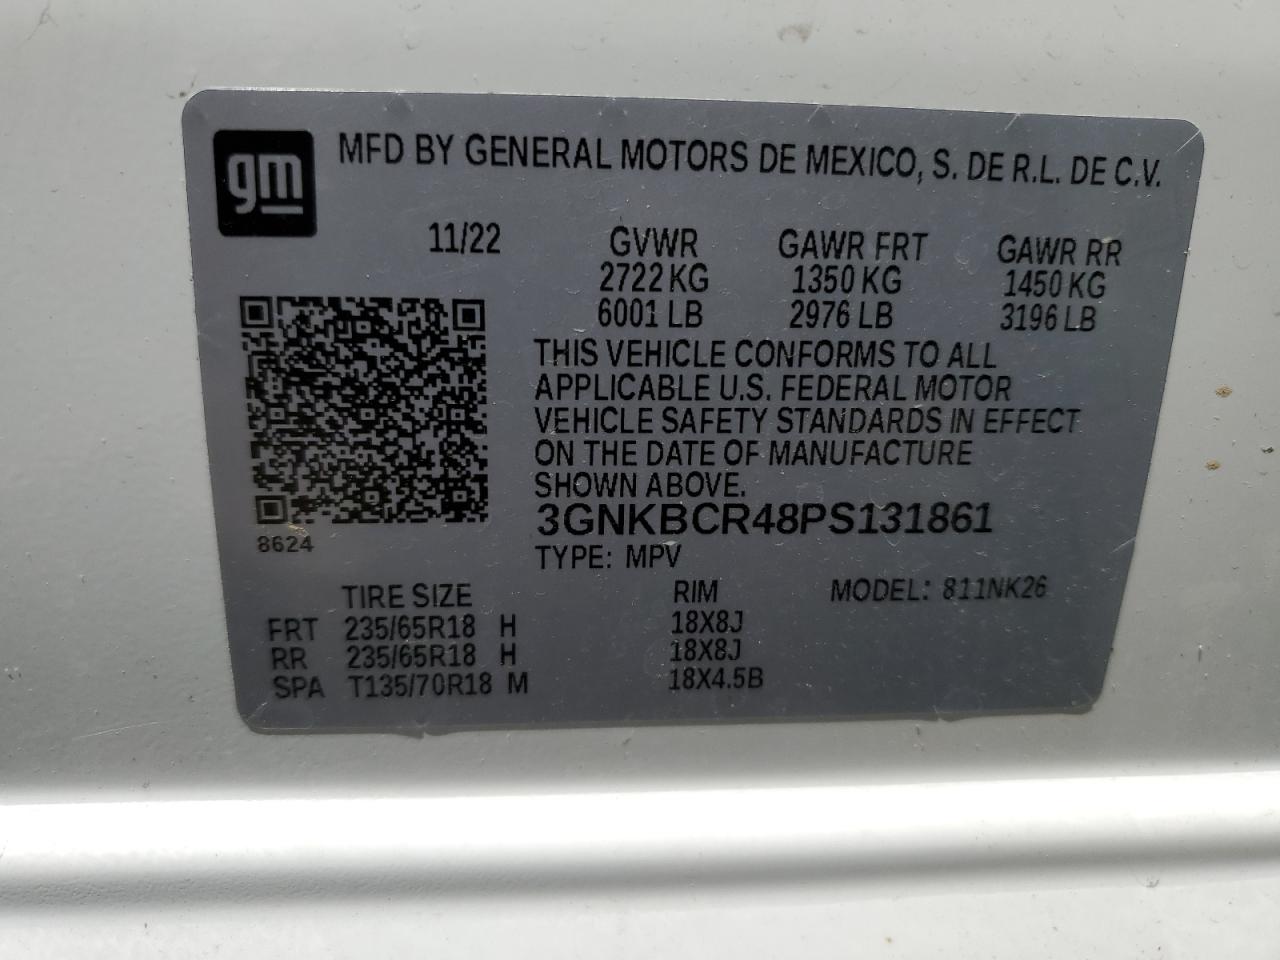 gm
MFD BY GENERAL MOTORS DE MEXICO, S. DE R.L. DE C.V.
11/22 GVWR GAWR FRT GAWR RR
2722 KG 1350 KG 1450 KG
6001 LB 2976 LB 3196 LB
THIS VEHICLE CONFORMS TO ALL
APPLICABLE U.S. FEDERAL MOTOR
VEHICLE SAFETY STANDARDS IN EFFECT
ON THE DATE OF MANUFACTURE
SHOWN ABOVE.
3GNKBCR48PS131861
8624
TYPE: MPV
TIRE SIZE RIM MODEL: 811NK26
FRT 235/65R18 H 18X8J
RR 235/65R18 H 18X8J
SPA T135/70R18 M 18X4.5B